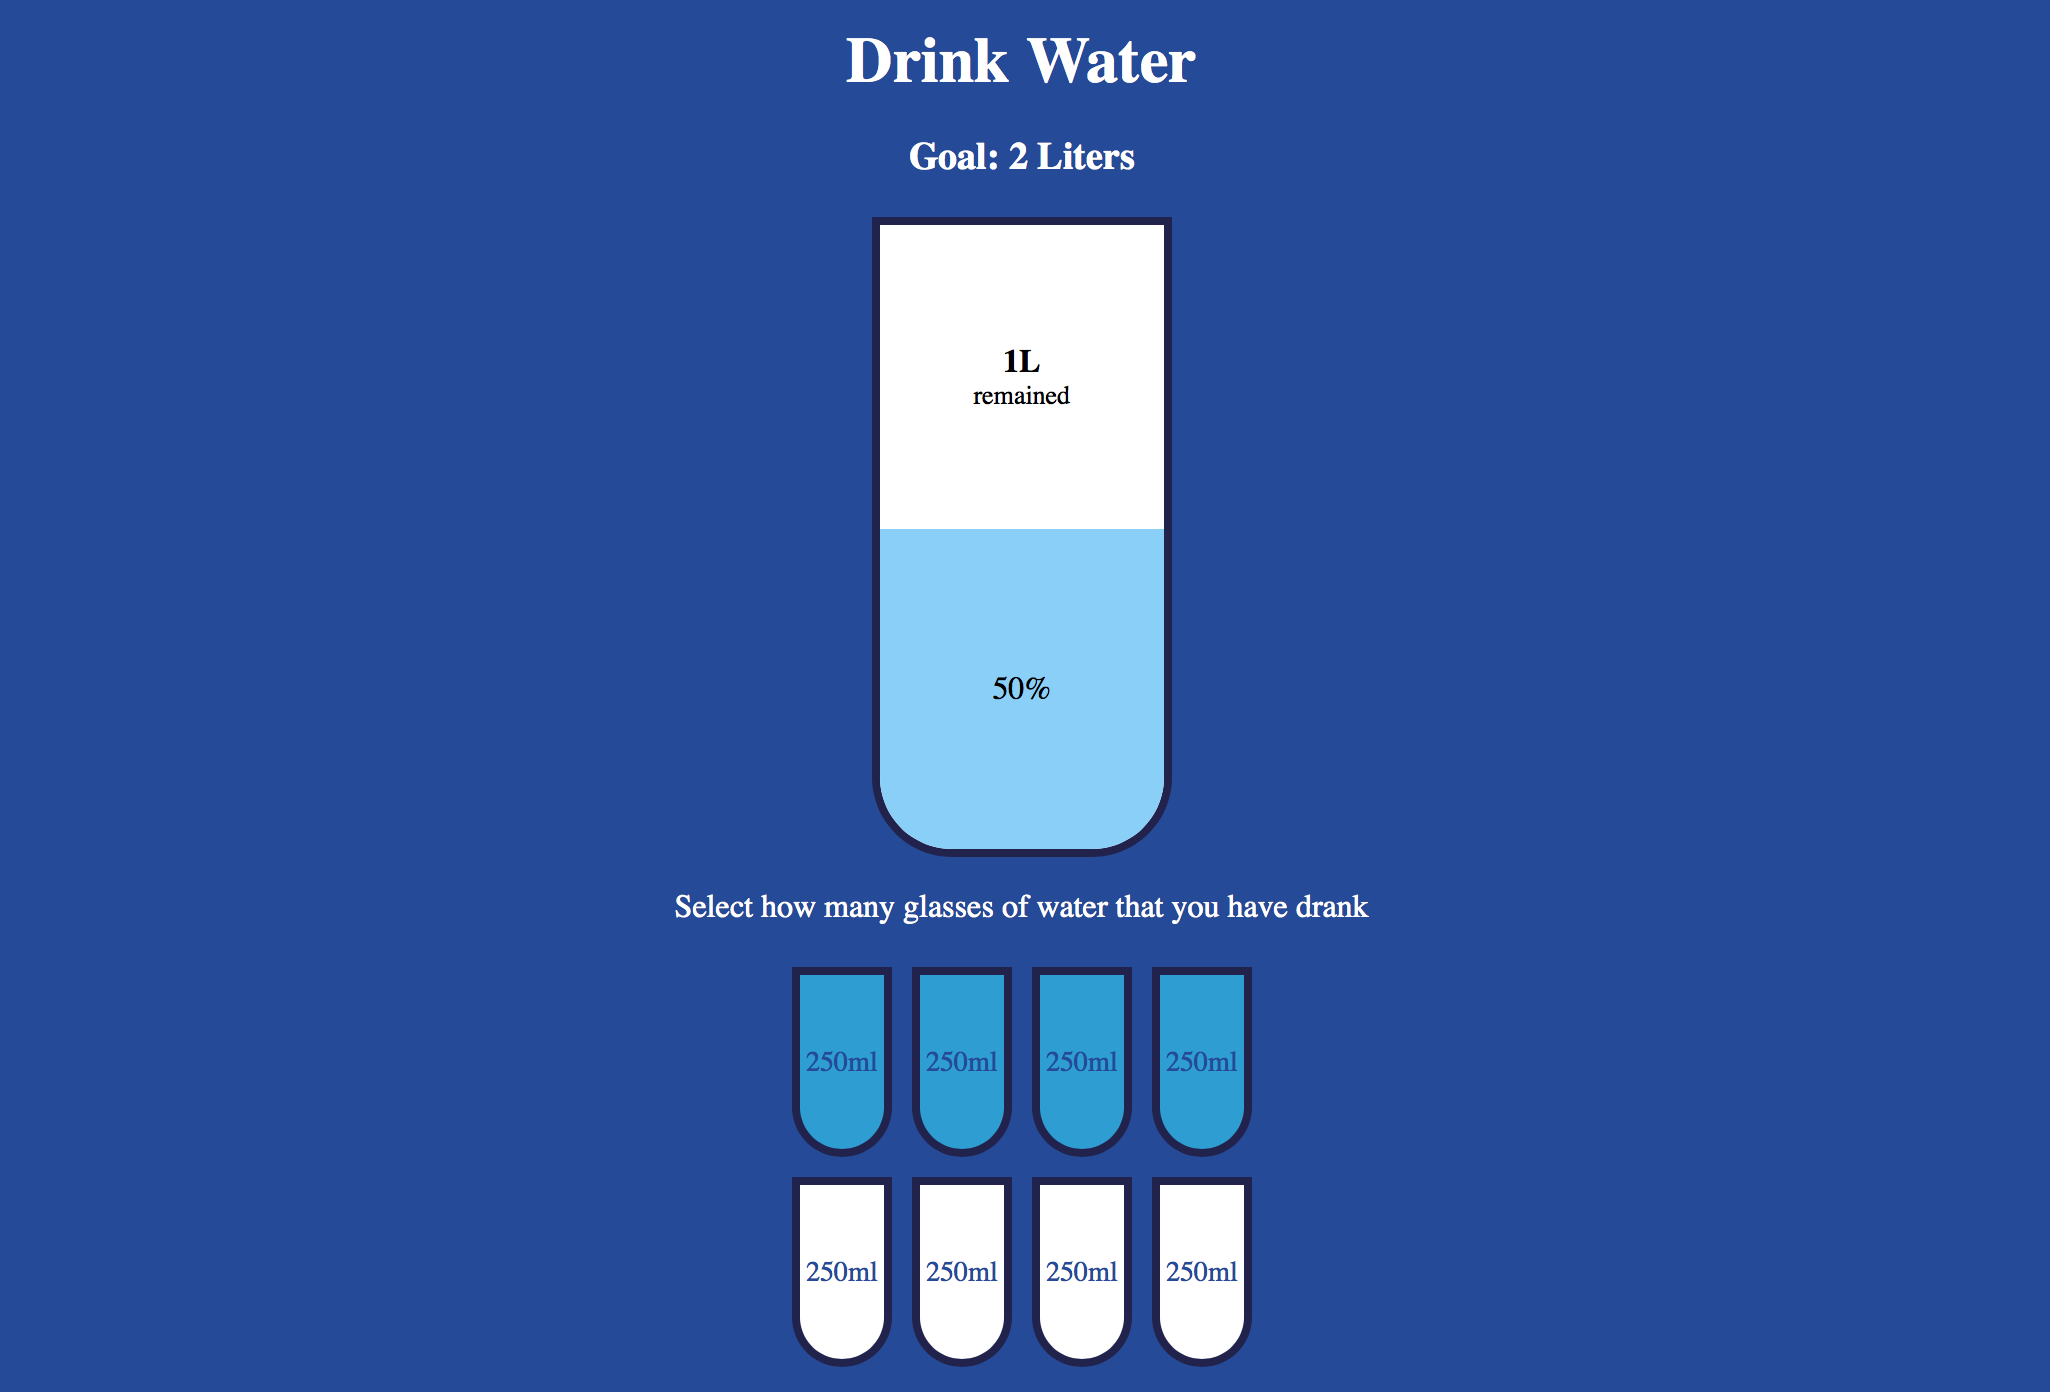 Drink Water
Goal: 2 Liters
1L
remained
50%
Select how many glasses of water that you have drank
250ml 250ml 250ml 250ml
250ml 250ml 250ml 250ml